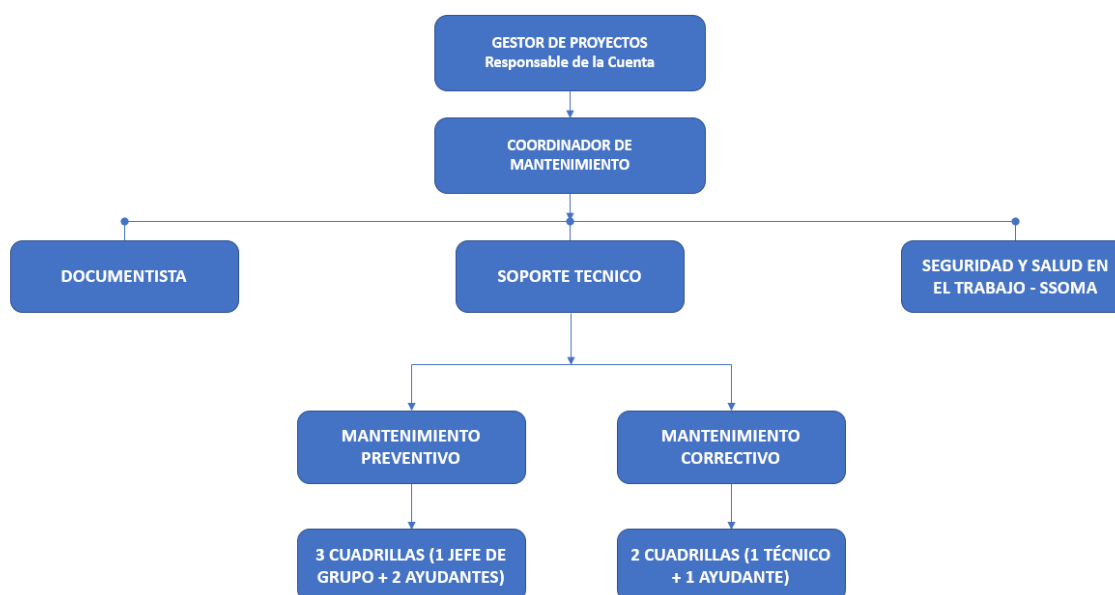 GESTOR DE PROYECTOS
Responsable de la Cuenta
COORDINADOR DE
MANTENIMIENTO
DOCUMENTISTA
SOPORTE TECNICO
SEGURIDAD Y SALUD EN
EL TRABAJO - SSOMA
MANTENIMIENTO
PREVENTIVO
MANTENIMIENTO
CORRECTIVO
3 CUADRILLAS (1 JEFE DE
GRUPO + 2 AYUDANTES)
2 CUADRILLAS (1 TÉCNICO
+ 1 AYUDANTE)